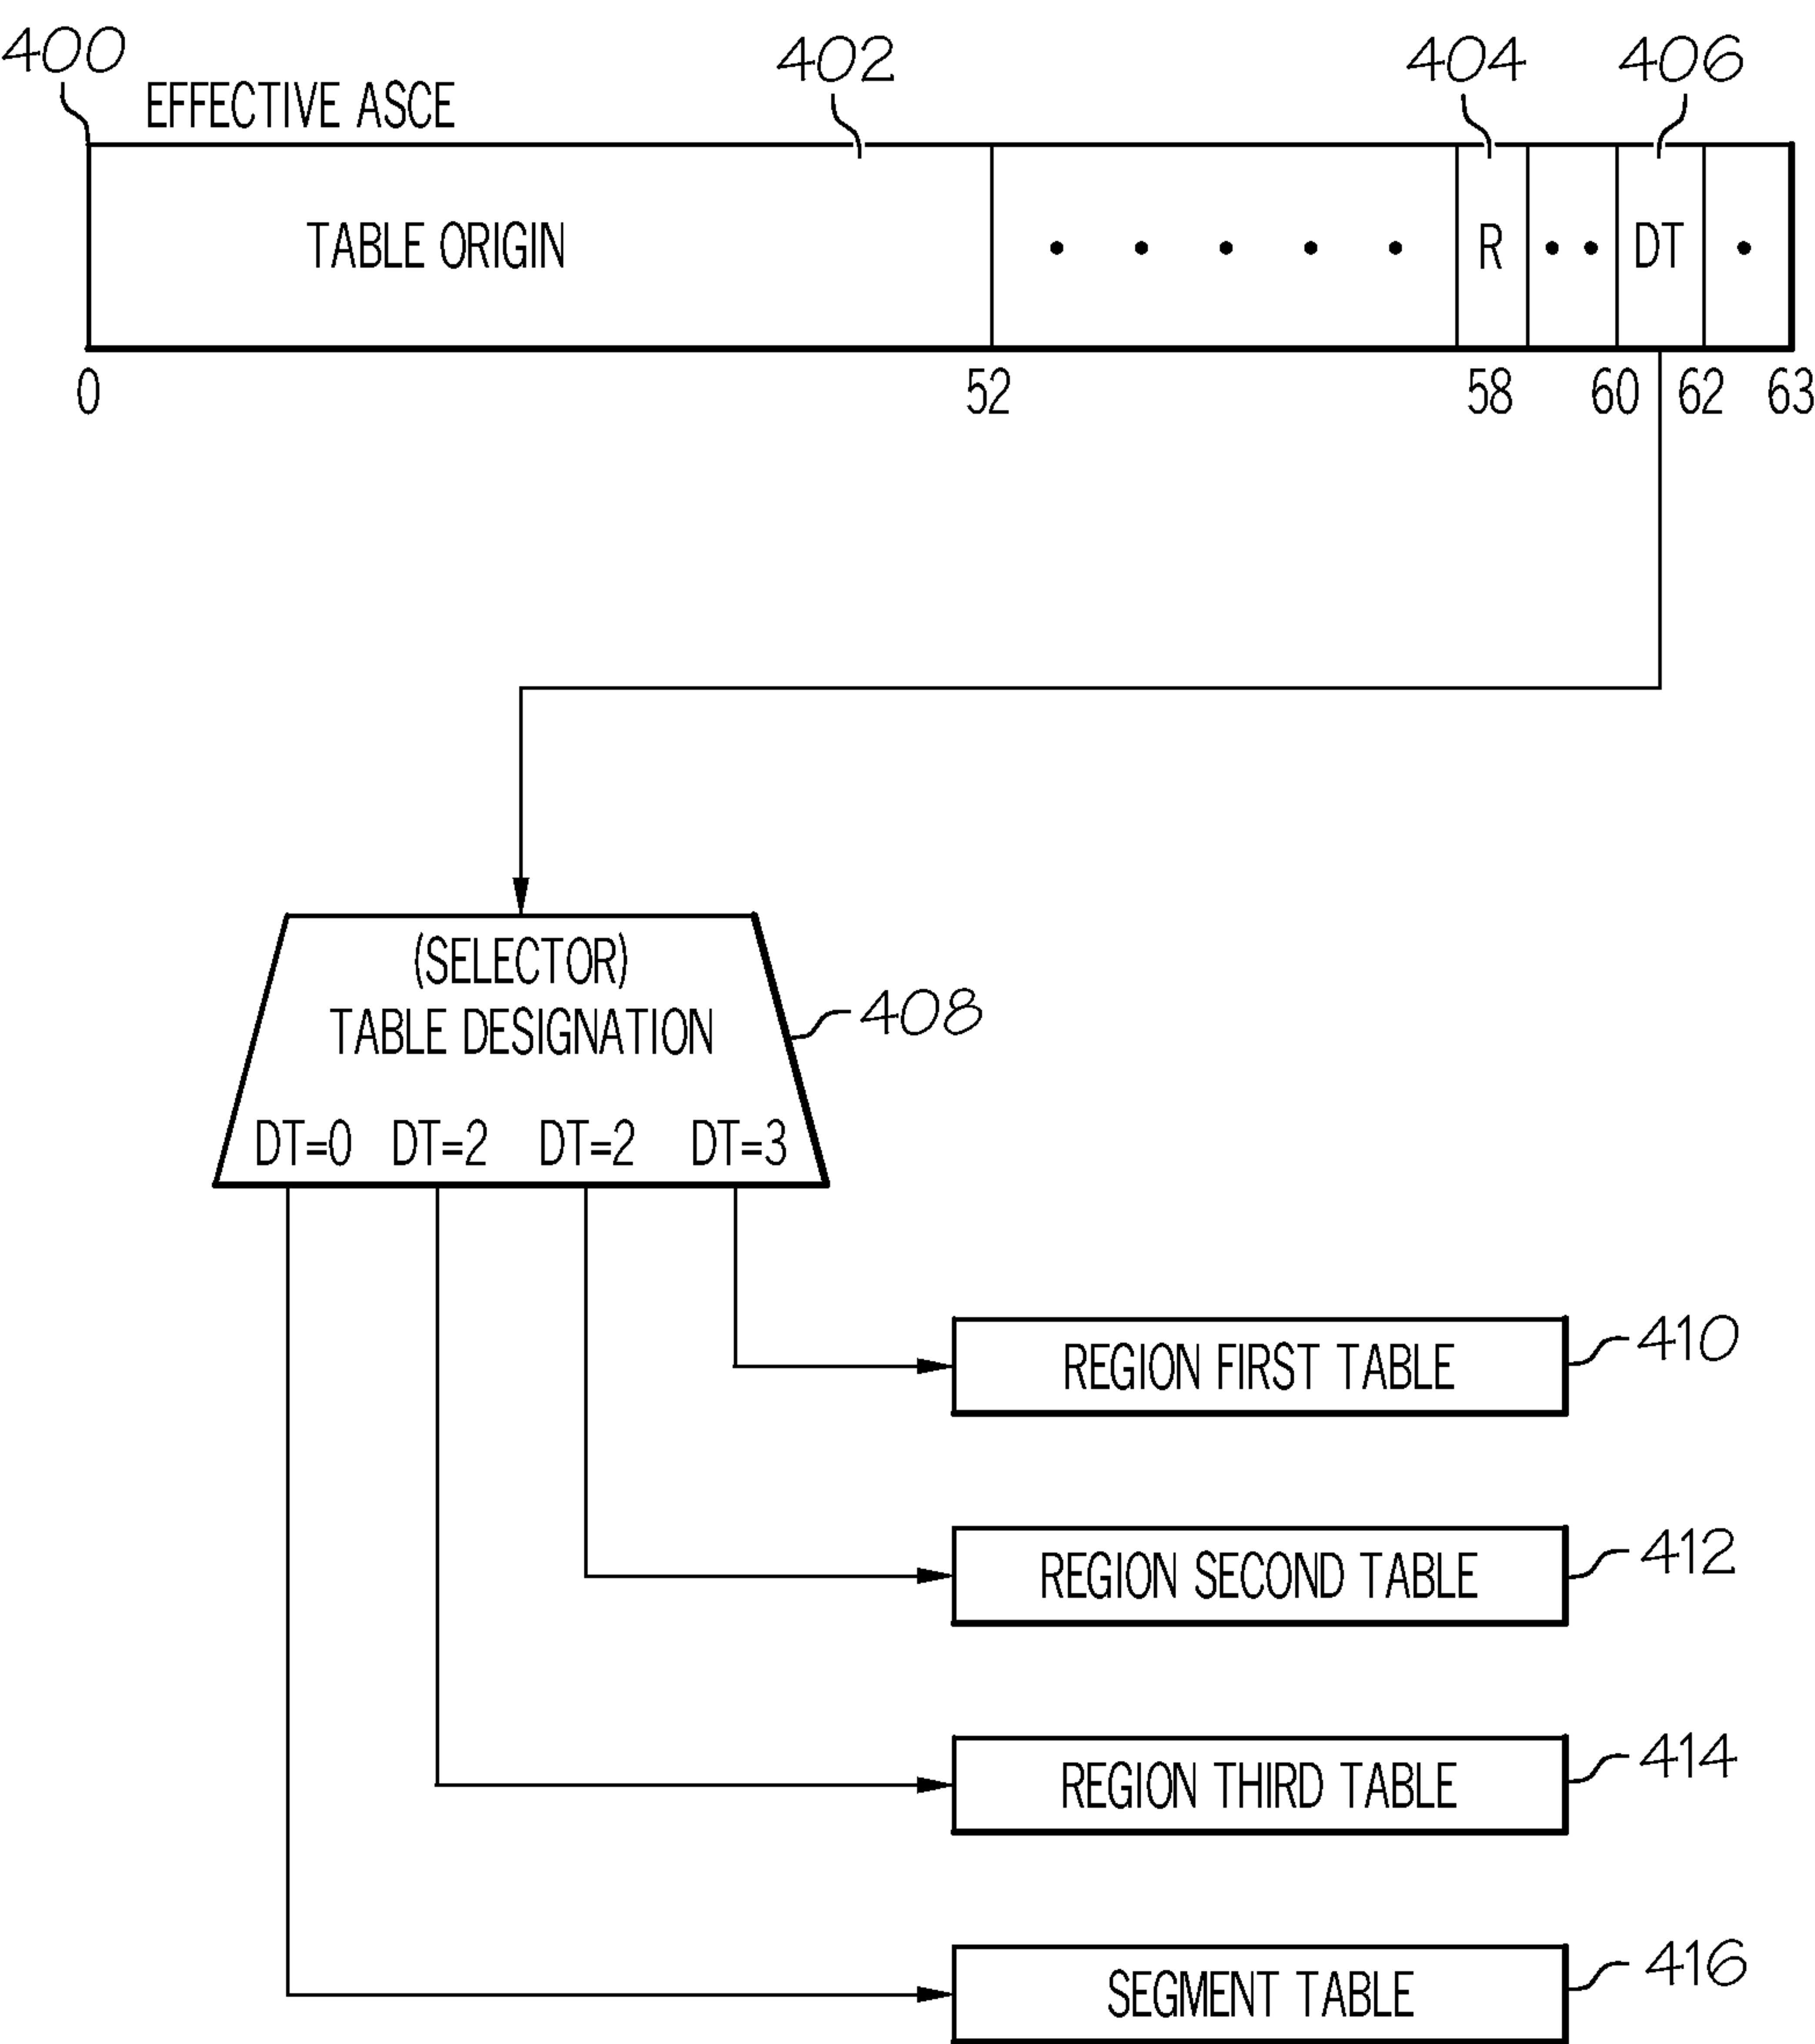 400 402 404 406
EFFECTIVE ASCE
TABLE ORIGIN • • • • • R • • DT •
0 52 58 60 62 63
(SELECTOR)
TABLE DESIGNATION
408
DT=0 DT=2 DT=2 DT=3
REGION FIRST TABLE 410
REGION SECOND TABLE 412
REGION THIRD TABLE 414
SEGMENT TABLE 416